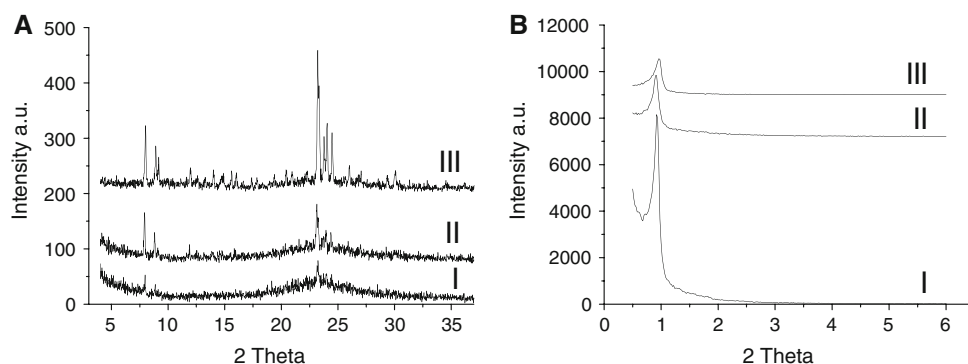 A
Intensity a.u.
500
400
300
200
100
0
III
II
I
5 10 15 20 25 30 35
2 Theta
B
Intensity a.u.
12000
10000
8000
6000
4000
2000
0
III
II
I
0 1 2 3 4 5 6
2 Theta